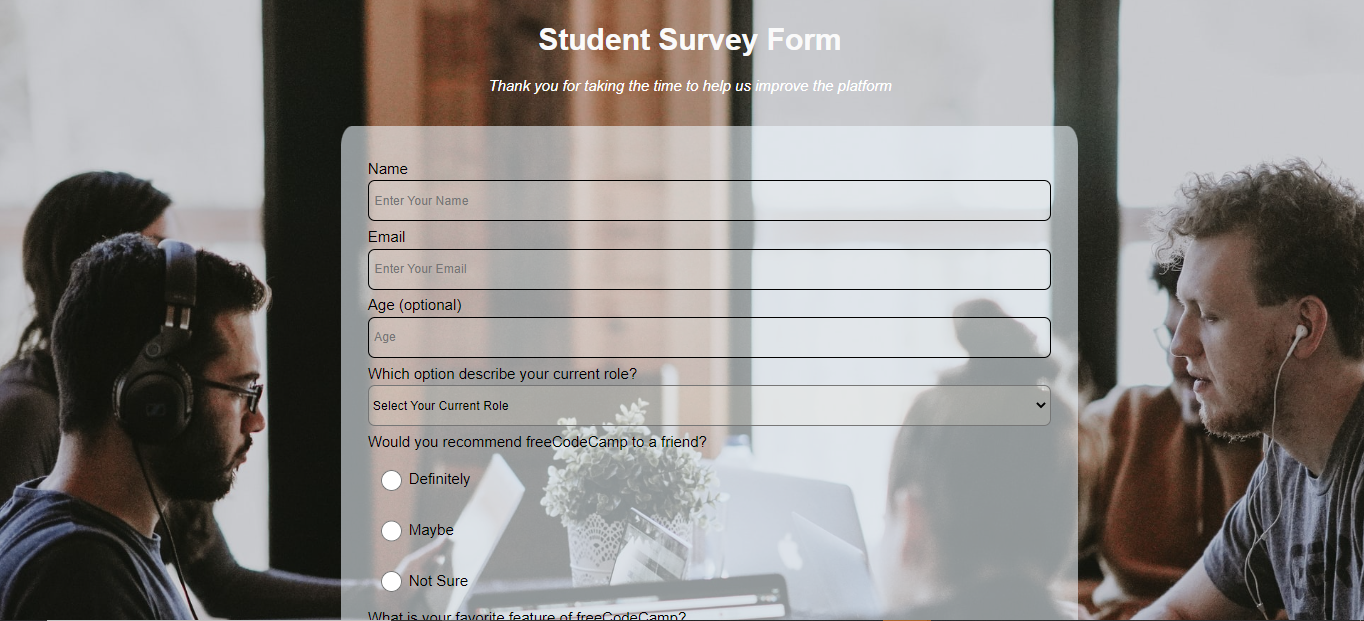 Student Survey Form
Thank you for taking the time to help us improve the platform
Name
Enter Your Name
Email
Enter Your Email
Age (optional)
Age
Which option describe your current role?
Select Your Current Role
Would you recommend freeCodeCamp to a friend?
Definitely
Maybe
Not Sure
What is your favorite feature of freeCodeCamp?